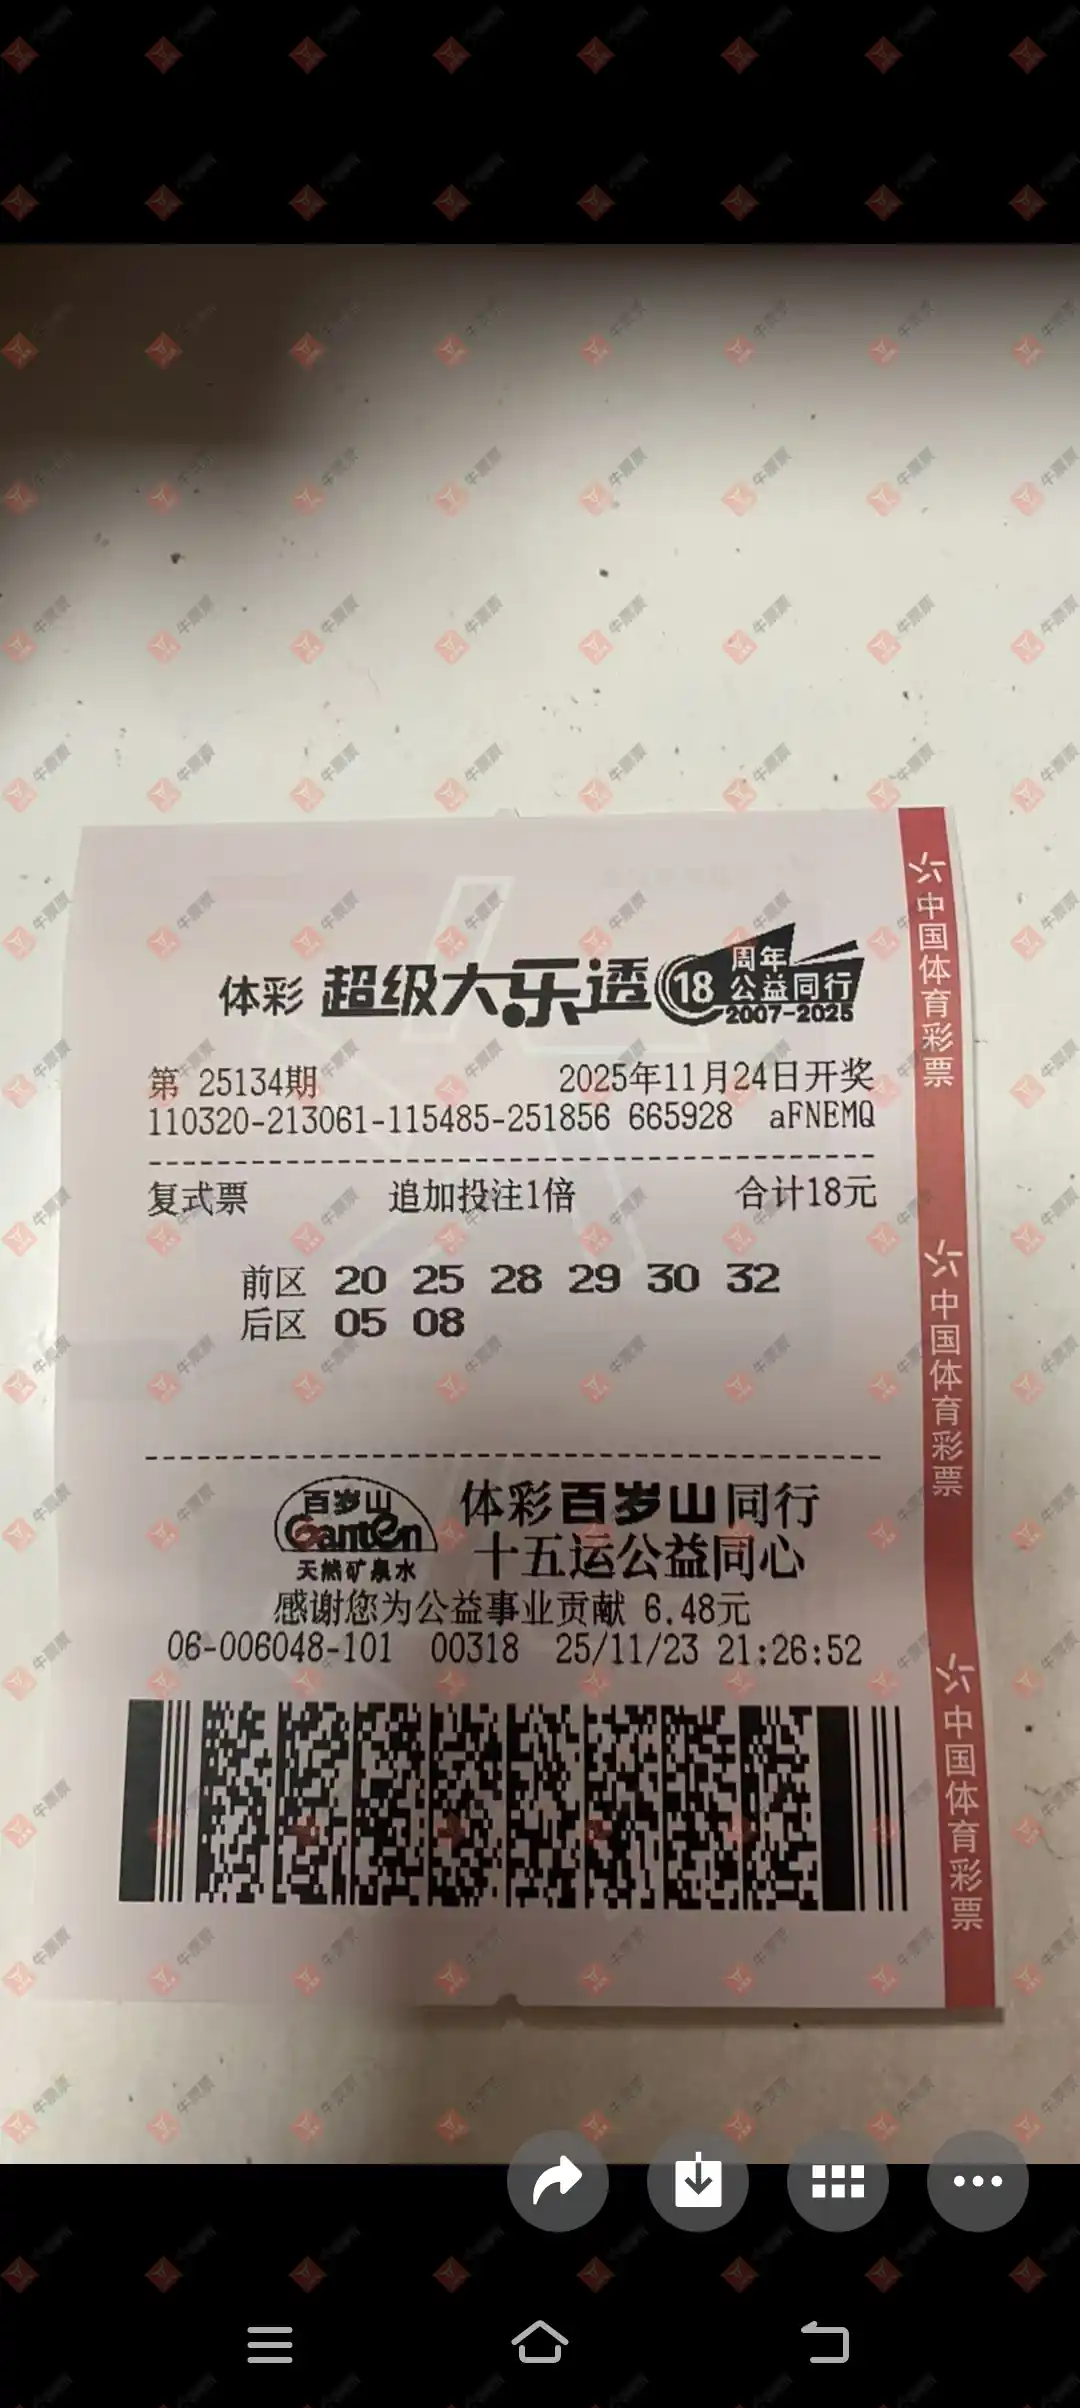 体彩 超级大乐透 18 周年 公益同行 2007-2025
第 25134期 2025年11月24日开奖
110320-213061-115485-251856 665928 aFNEMQ
复式票 追加投注1倍 合计18元
前区 20 25 28 29 30 32
后区 05 08
百岁山 Ganten 天然矿泉水
体彩百岁山同行
十五运公益同心
感谢您为公益事业贡献 6.48元
06-006048-101 00318 25/11/23 21:26:52
中国体育彩票
中国体育彩票
中国体育彩票
牛票票